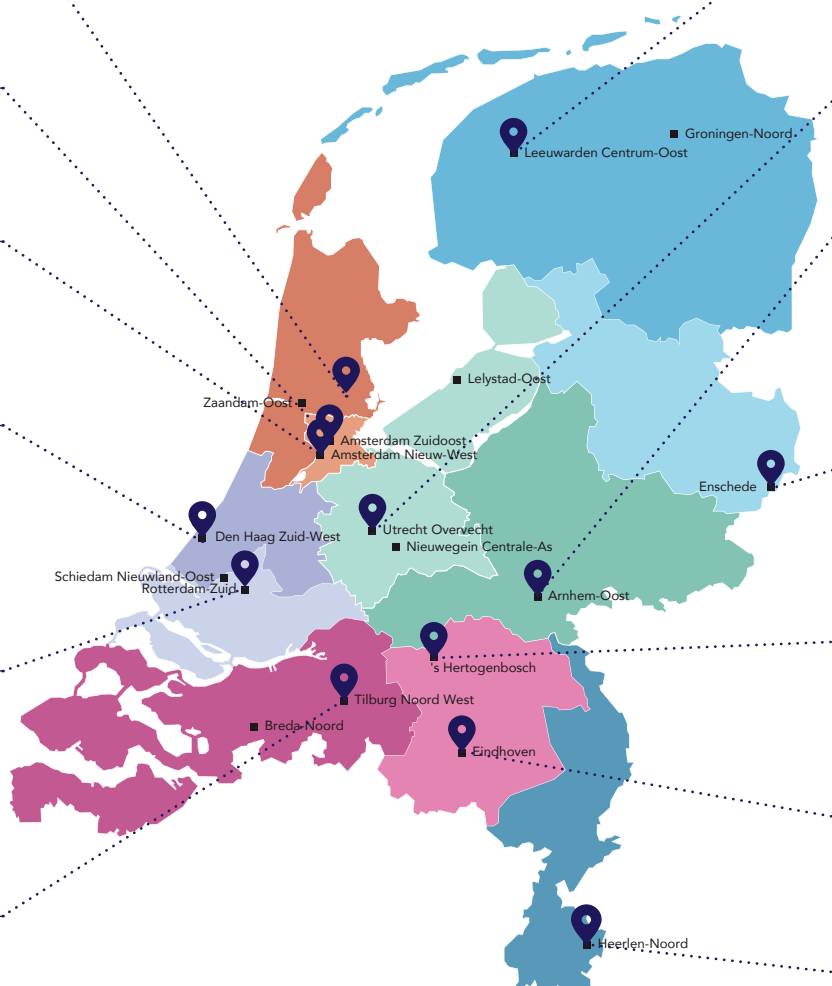 Groningen-Noord
Leeuwarden Centrum-Oost
Lelystad-Oost
Zaandam-Oost
Amsterdam Zuidoost
Amsterdam Nieuw-West
Enschede
Utrecht Overvecht
Den Haag Zuid-West
Nieuwegein Centrale-As
Schiedam Nieuwland-Oost
Rotterdam-Zuid
Arnhem-Oost
's Hertogenbosch
Tilburg Noord West
Breda-Noord
Eindhoven
Heerlen-Noord